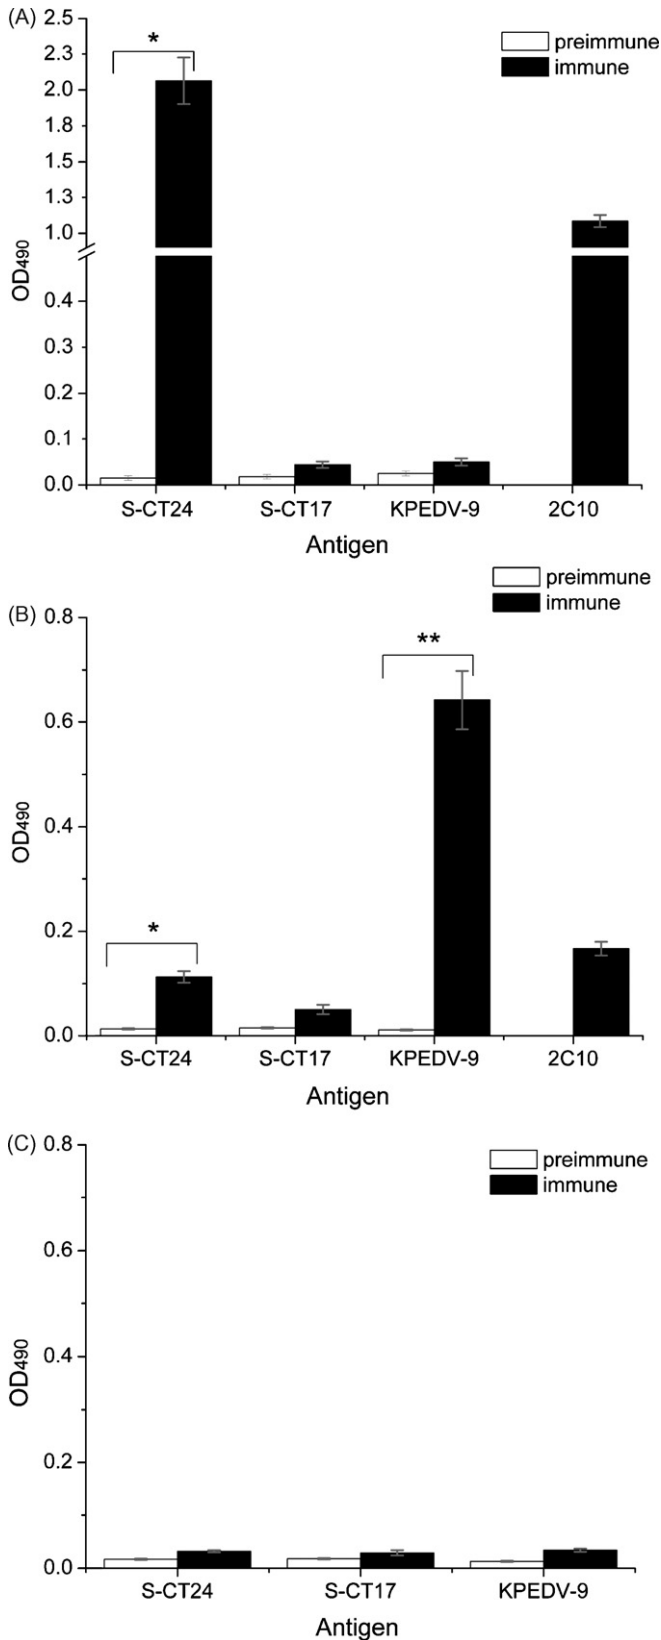 (A)
2.5
2.3
2.0
1.8
1.5
1.3
1.0
0.4
0.3
0.2
0.1
0.0
OD490
*
preimmune
immune
S-CT24 S-CT17 KPEDV-9 2C10
Antigen
(B)
preimmune
immune
0.8
0.6
0.4
0.2
0.0
OD490
*
**
S-CT24 S-CT17 KPEDV-9 2C10
Antigen
(C)
0.8
0.6
0.4
0.2
0.0
OD490
preimmune
immune
S-CT24 S-CT17 KPEDV-9
Antigen